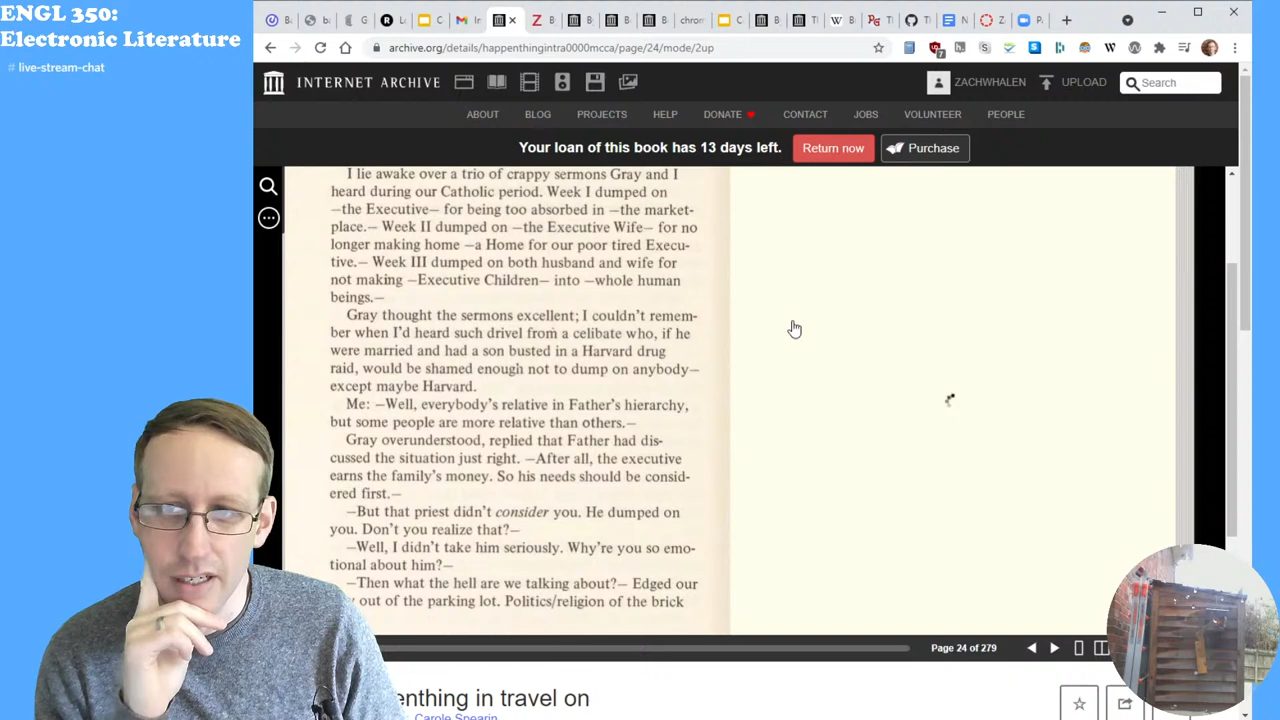 ENGL 350:
Electronic Literature
# live-stream-chat
archive.org/details/happenthingintra0000mcca/page/24/mode/2up
INTERNET ARCHIVE
ZACHWHALEN
UPLOAD
Search
ABOUT BLOG PROJECTS HELP DONATE CONTACT JOBS VOLUNTEER PEOPLE
Your loan of this book has 13 days left. Return now Purchase
I lie awake over a trio of crappy sermons Gray and I
heard during our Catholic period. Week I dumped on
—the Executive— for being too absorbed in —the market-
place.— Week II dumped on —the Executive Wife— for no
longer making home —a Home for our poor tired Execu-
tive.— Week III dumped on both husband and wife for
not making —Executive Children— into —whole human
beings.—
Gray thought the sermons excellent; I couldn't remem-
ber when I'd heard such drivel from a celibate who, if he
were married and had a son busted in a Harvard drug
raid, would be shamed enough not to dump on anybody—
except maybe Harvard.
Me: —Well, everybody's relative in Father's hierarchy,
but some people are more relative than others.—
Gray overunderstood, replied that Father had dis-
cussed the situation just right. —After all, the executive
earns the family's money. So his needs should be consid-
ered first.—
—But that priest didn't consider you. He dumped on
you. Don't you realize that?—
—Well, I didn't take him seriously. Why're you so emo-
tional about him?—
—Then what the hell are we talking about?— Edged our
out of the parking lot. Politics/religion of the brick
Page 24 of 279
enthing in travel on
Carole Spearin